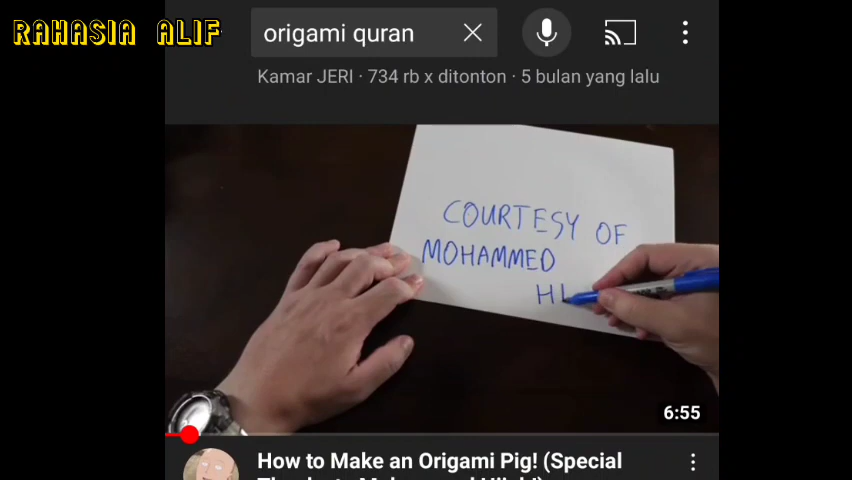 RAHASIA ALIF
origami quran
Kamar JERI · 734 rb x ditonton · 5 bulan yang lalu
COURTESY OF
MOHAMMED
HL
6:55
How to Make an Origami Pig! (Special